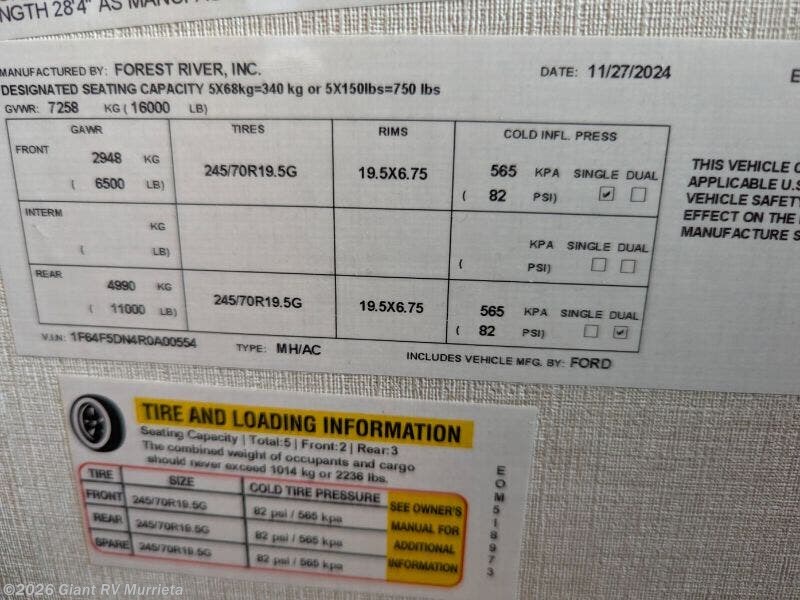 NGTH 28'4" AS MANUF
MANUFACTURED BY: FOREST RIVER, INC. DATE: 11/27/2024 E
DESIGNATED SEATING CAPACITY 5X68kg=340 kg or 5X150lbs=750 lbs
GVWR: 7258 KG ( 16000 LB)
GAWR TIRES RIMS COLD INFL. PRESS
FRONT
2948 KG 245/70R19.5G 19.5X6.75 565 KPA SINGLE DUAL
( 6500 LB) ( 82 PSI)
INTERM
KG KPA SINGLE DUAL
( LB) ( PSI)
REAR
4990 KG 245/70R19.5G 19.5X6.75 565 KPA SINGLE DUAL
( 11000 LB) ( 82 PSI)
V.I.N: 1F64F5DN4R0A00554 TYPE: MH/AC INCLUDES VEHICLE MFG. BY: FORD
THIS VEHICLE C
APPLICABLE U.S
VEHICLE SAFETY
EFFECT ON THE
MANUFACTURE S
TIRE AND LOADING INFORMATION
Seating Capacity | Total:5 | Front:2 | Rear:3
The combined weight of occupants and cargo
should never exceed 1014 kg or 2236 lbs.
TIRE SIZE COLD TIRE PRESSURE
FRONT 245/70R19.5G 82 psi / 565 kpa
REAR 245/70R19.5G 82 psi / 565 kpa
SPARE 245/70R19.5G 82 psi / 565 kpa
SEE OWNER'S
MANUAL FOR
ADDITIONAL
INFORMATION
EOM518973
©2026 Giant RV Murrieta